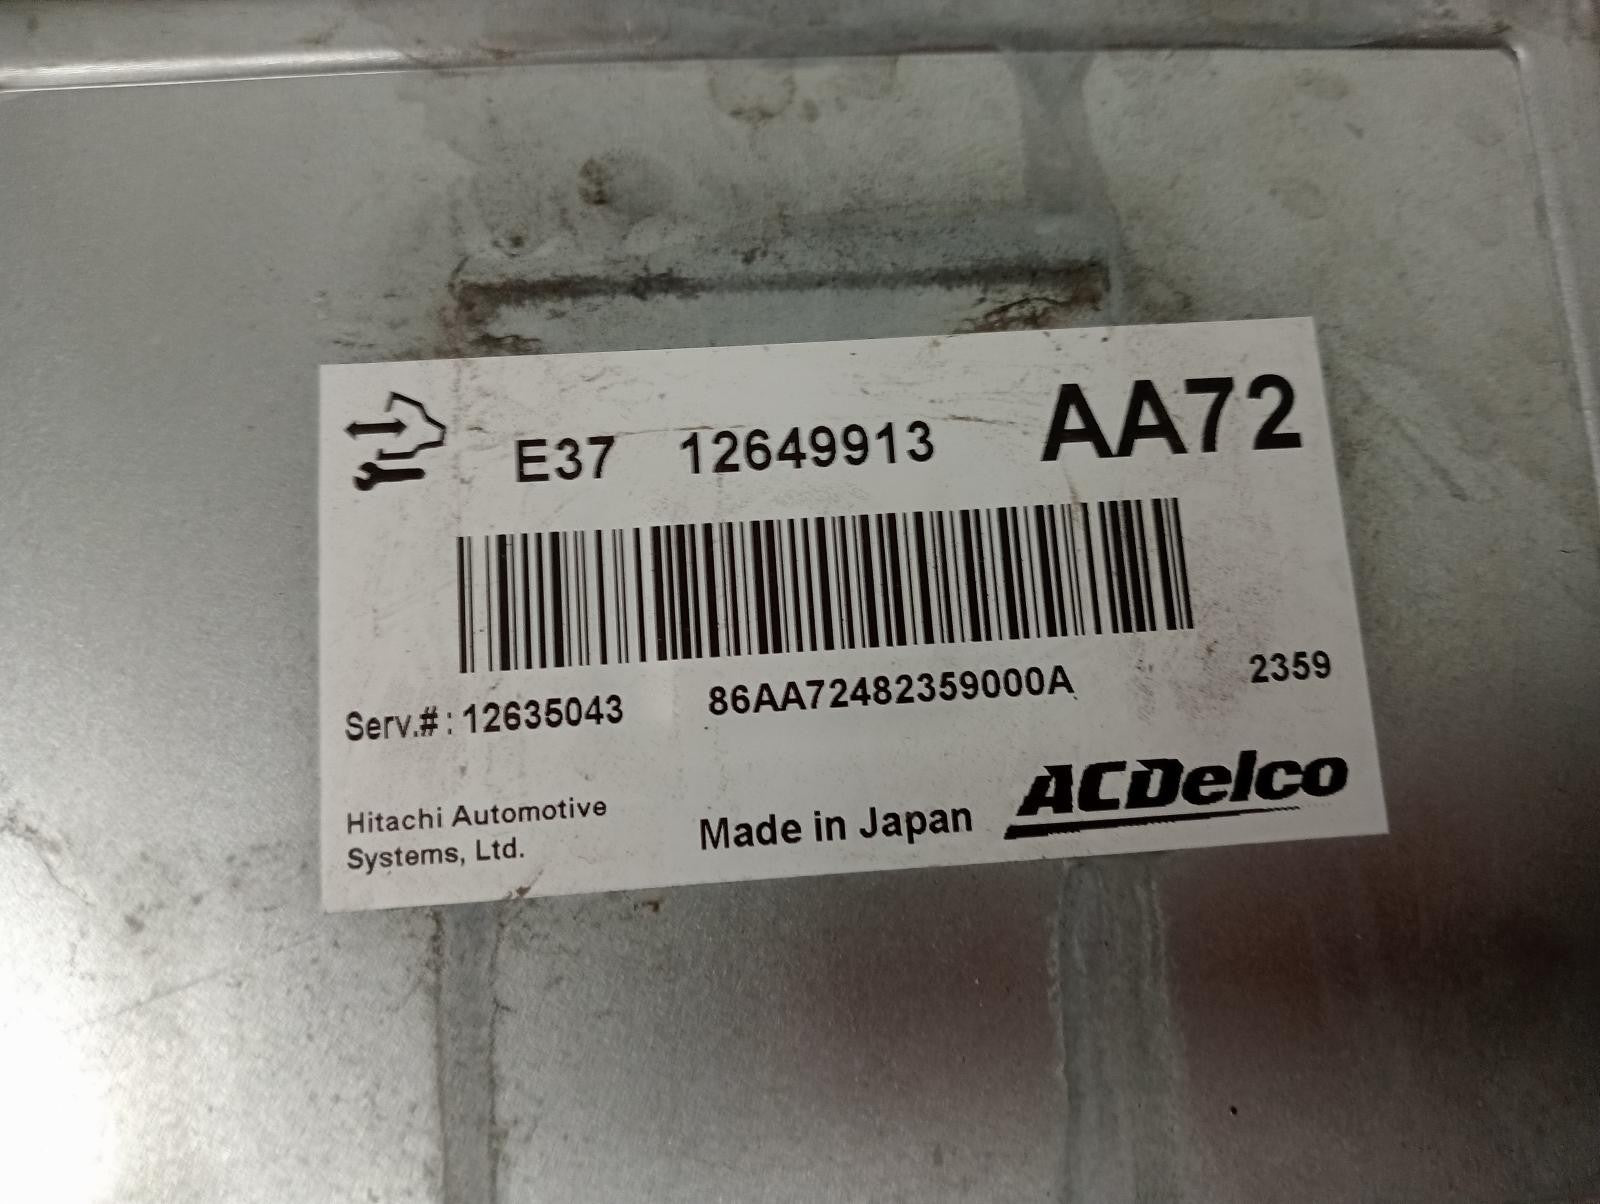 E37 12649913 AA72
Serv.#: 12635043 86AA72482359000A 2359
Hitachi Automotive
Systems, Ltd.
Made in Japan ACDelco